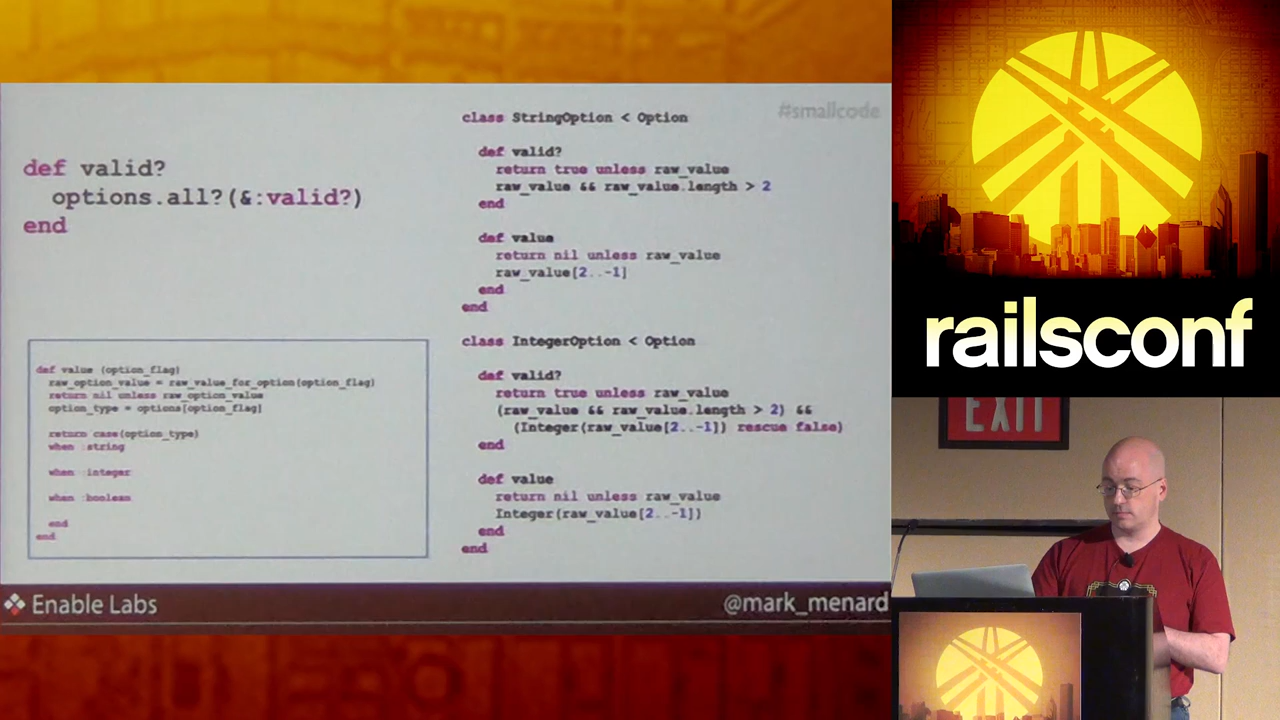 #smallcode
def valid?
options.all?(&:valid?)
end
def value (option_flag)
raw_option_value = raw_value_for_option(option_flag)
return nil unless raw_option_value
option_type = options[option_flag]
return case(option_type)
when :string
when :integer
when :boolean
end
end
class StringOption < Option
def valid?
return true unless raw_value
raw_value && raw_value.length > 2
end
def value
return nil unless raw_value
raw_value[2..-1]
end
end
class IntegerOption < Option
def valid?
return true unless raw_value
(raw_value && raw_value.length > 2) &&
(Integer(raw_value[2..-1]) rescue false)
end
def value
return nil unless raw_value
Integer(raw_value[2..-1])
end
end
Enable Labs
@mark_menard
railsconf
EXIT